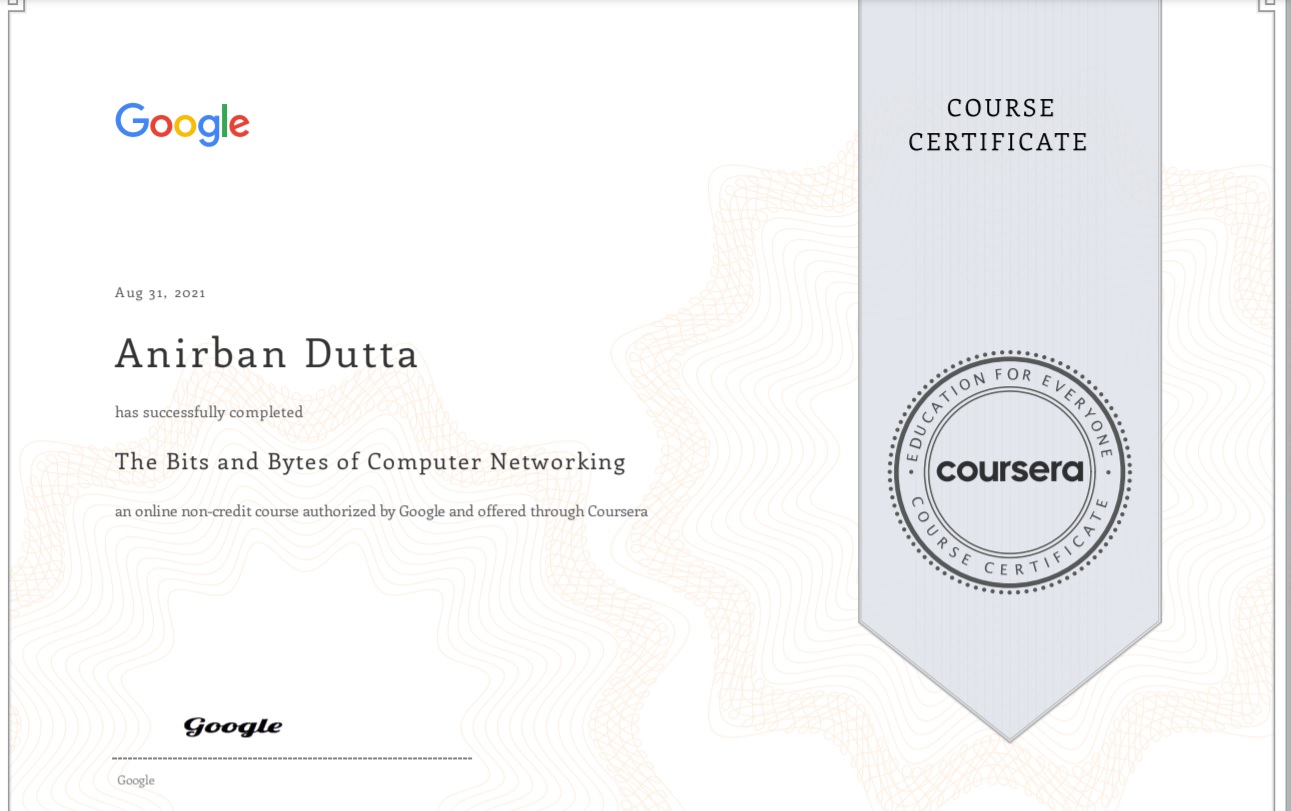 Google
COURSE
CERTIFICATE
Aug 31, 2021
Anirban Dutta
has successfully completed
The Bits and Bytes of Computer Networking
an online non-credit course authorized by Google and offered through Coursera
EDUCATION FOR EVERYONE
coursera
COURSE CERTIFICATE
Google
Google